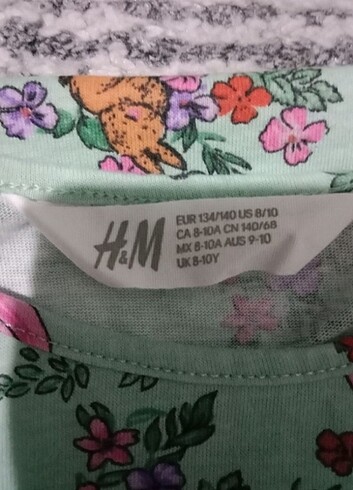 H&M
EUR 134/140 US 8/10
CA 8-10A CN 140/68
MX 8-10A AUS 9-10
UK 8-10Y